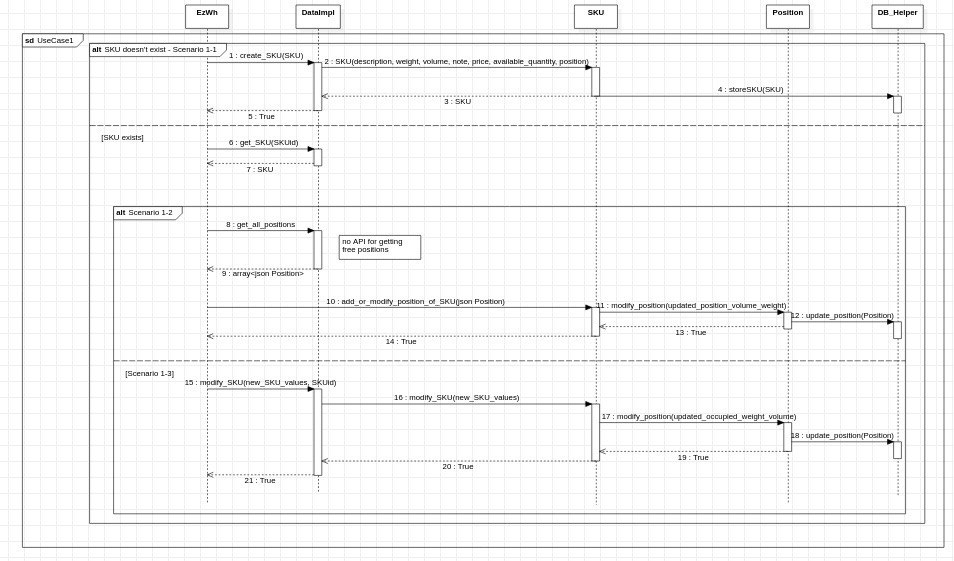 EzWh
DataImpl
SKU
Position
DB_Helper
sd UseCase1
alt SKU doesn't exist - Scenario 1-1
1 : create_SKU(SKU)
2 : SKU(description, weight, volume, note, price, available_quantity, position)
3 : SKU
4 : storeSKU(SKU)
5 : True
[SKU exists]
6 : get_SKU(SKUid)
7 : SKU
alt Scenario 1-2
8 : get_all_positions
no API for getting
free positions
9 : array<json Position>
10 : add_or_modify_position_of_SKU(json Position)
11 : modify_position(updated_position_volume_weight)
12 : update_position(Position)
13 : True
14 : True
[Scenario 1-3]
15 : modify_SKU(new_SKU_values, SKUid)
16 : modify_SKU(new_SKU_values)
17 : modify_position(updated_occupied_weight_volume)
18 : update_position(Position)
19 : True
20 : True
21 : True